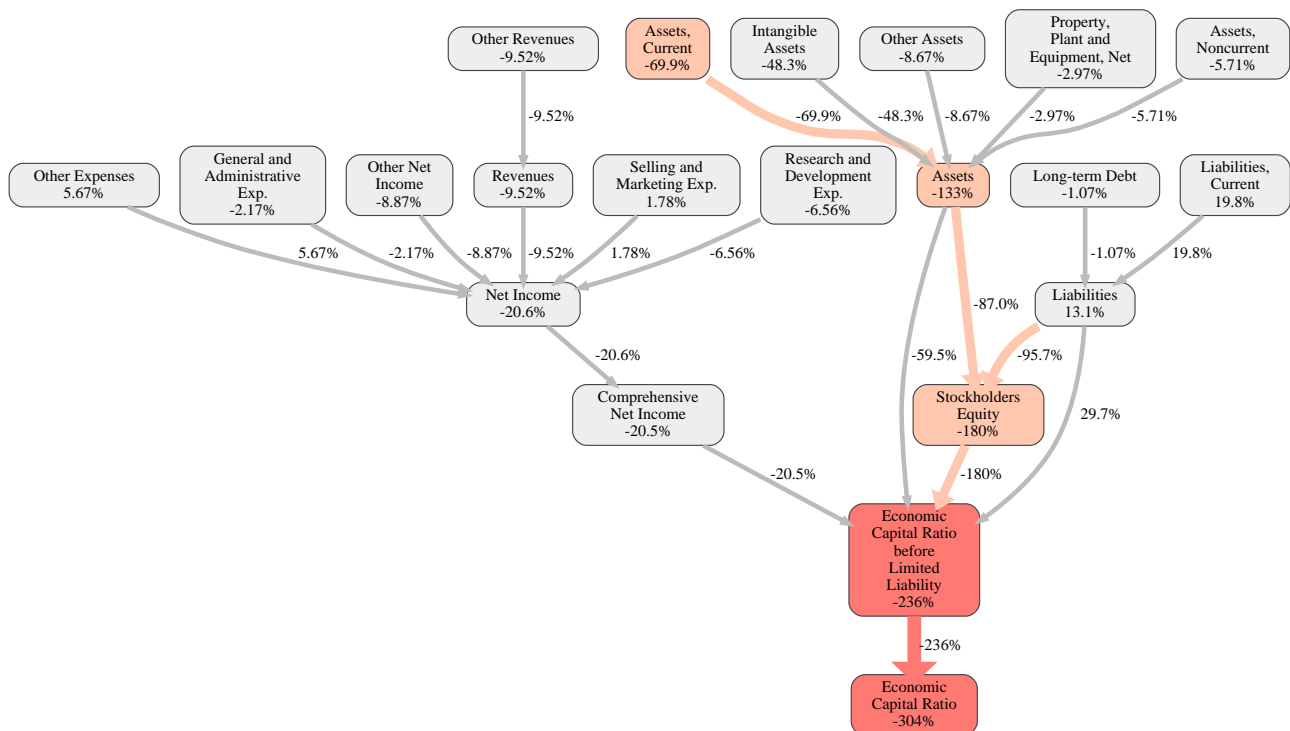 Other Revenues
-9.52%
Assets,
Current
-69.9%
Intangible
Assets
-48.3%
Other Assets
-8.67%
Property,
Plant and
Equipment, Net
-2.97%
Assets,
Noncurrent
-5.71%
-9.52%
-69.9%
-48.3%
-8.67%
-2.97%
-5.71%
Other Expenses
5.67%
General and
Administrative
Exp.
-2.17%
Other Net
Income
-8.87%
Revenues
-9.52%
Selling and
Marketing Exp.
1.78%
Research and
Development
Exp.
-6.56%
Assets
-133%
Long-term Debt
-1.07%
Liabilities,
Current
19.8%
5.67%
-2.17%
-8.87%
-9.52%
1.78%
-6.56%
-1.07%
19.8%
Net Income
-20.6%
-87.0%
Liabilities
13.1%
-20.6%
-59.5%
-95.7%
Comprehensive
Net Income
-20.5%
Stockholders
Equity
-180%
29.7%
-20.5%
-180%
Economic
Capital Ratio
before
Limited
Liability
-236%
-236%
Economic
Capital Ratio
-304%